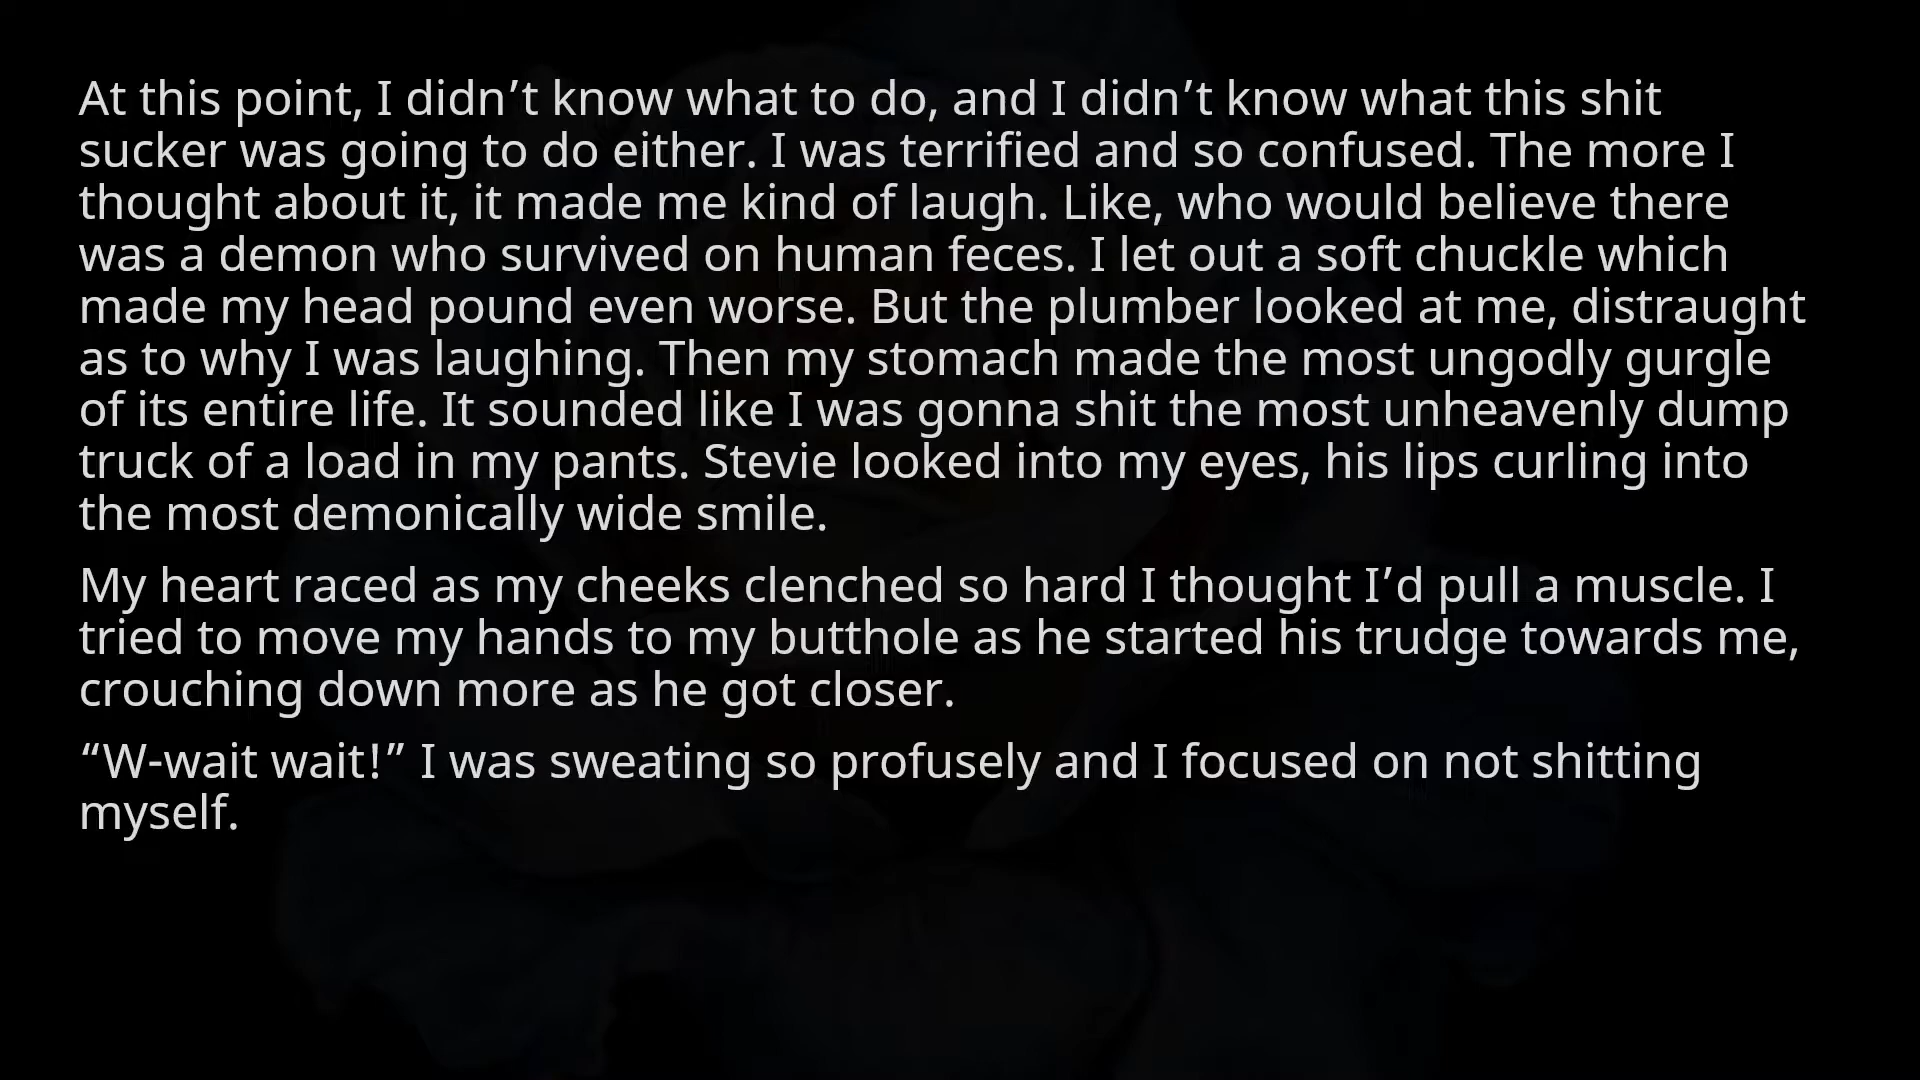 At this point, I didn’t know what to do, and I didn’t know what this shit
sucker was going to do either. I was terrified and so confused. The more I
thought about it, it made me kind of laugh. Like, who would believe there
was a demon who survived on human feces. I let out a soft chuckle which
made my head pound even worse. But the plumber looked at me, distraught
as to why I was laughing. Then my stomach made the most ungodly gurgle
of its entire life. It sounded like I was gonna shit the most unheavenly dump
truck of a load in my pants. Stevie looked into my eyes, his lips curling into
the most demonically wide smile.
My heart raced as my cheeks clenched so hard I thought I’d pull a muscle. I
tried to move my hands to my butthole as he started his trudge towards me,
crouching down more as he got closer.
“W-wait wait!” I was sweating so profusely and I focused on not shitting
myself.